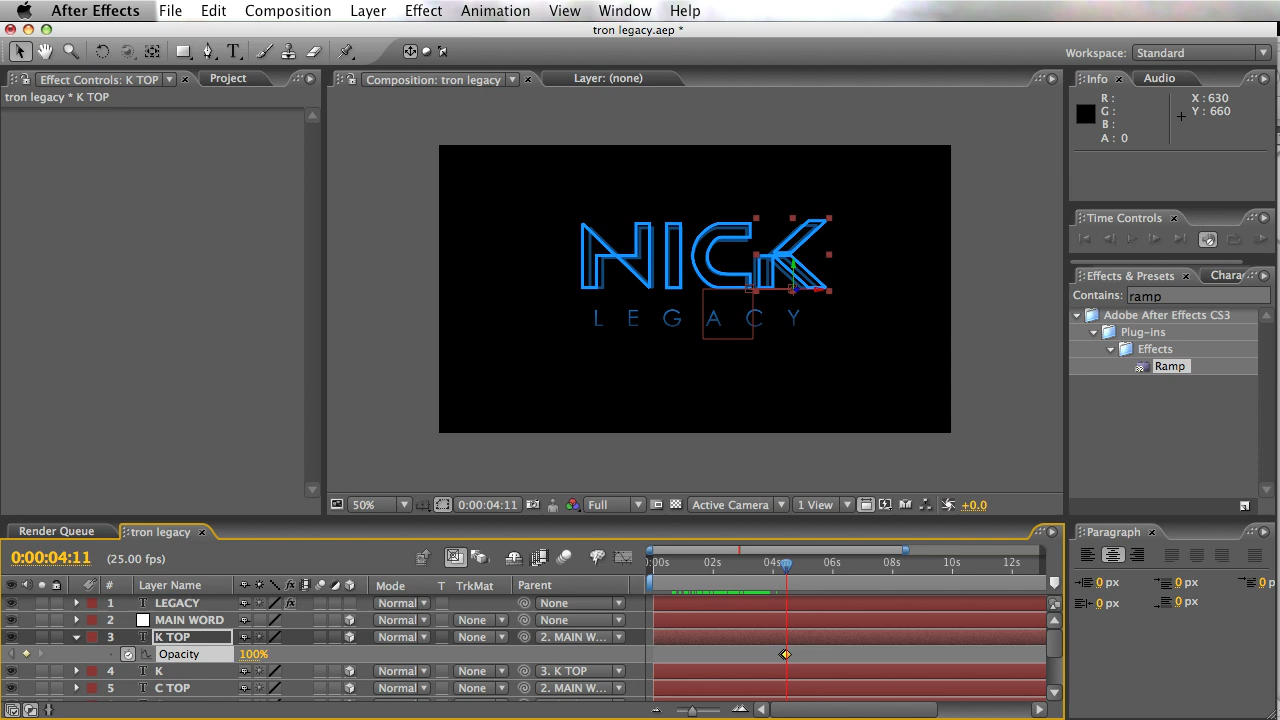 After Effects File Edit Composition Layer Effect Animation View Window Help
tron legacy.aep *
T Workspace: Standard
Effect Controls: K TOP Project Composition: tron legacy Layer: (none) Info Audio
tron legacy * K TOP
R : X : 630
G : Y : 660
B :
A : 0
NICK
LEGACY
Time Controls
Effects & Presets Chara
Contains: ramp
Adobe After Effects CS3
Plug-ins
Effects
Ramp
50% 0:00:04:11 Full Active Camera 1 View +0.0
Render Queue tron legacy Paragraph
0:00:04:11 (25.00 fps)
:00s 02s 04s 06s 08s 10s 12s
# Layer Name Mode T TrkMat Parent
0 px 0 px 0 px
0 px 0 px
1 T LEGACY Normal None
2 MAIN WORD Normal None None
3 T K TOP Normal None 2. MAIN W...
Opacity 100%
4 T K Normal None 3. K TOP
5 T C TOP Normal None 2. MAIN W...